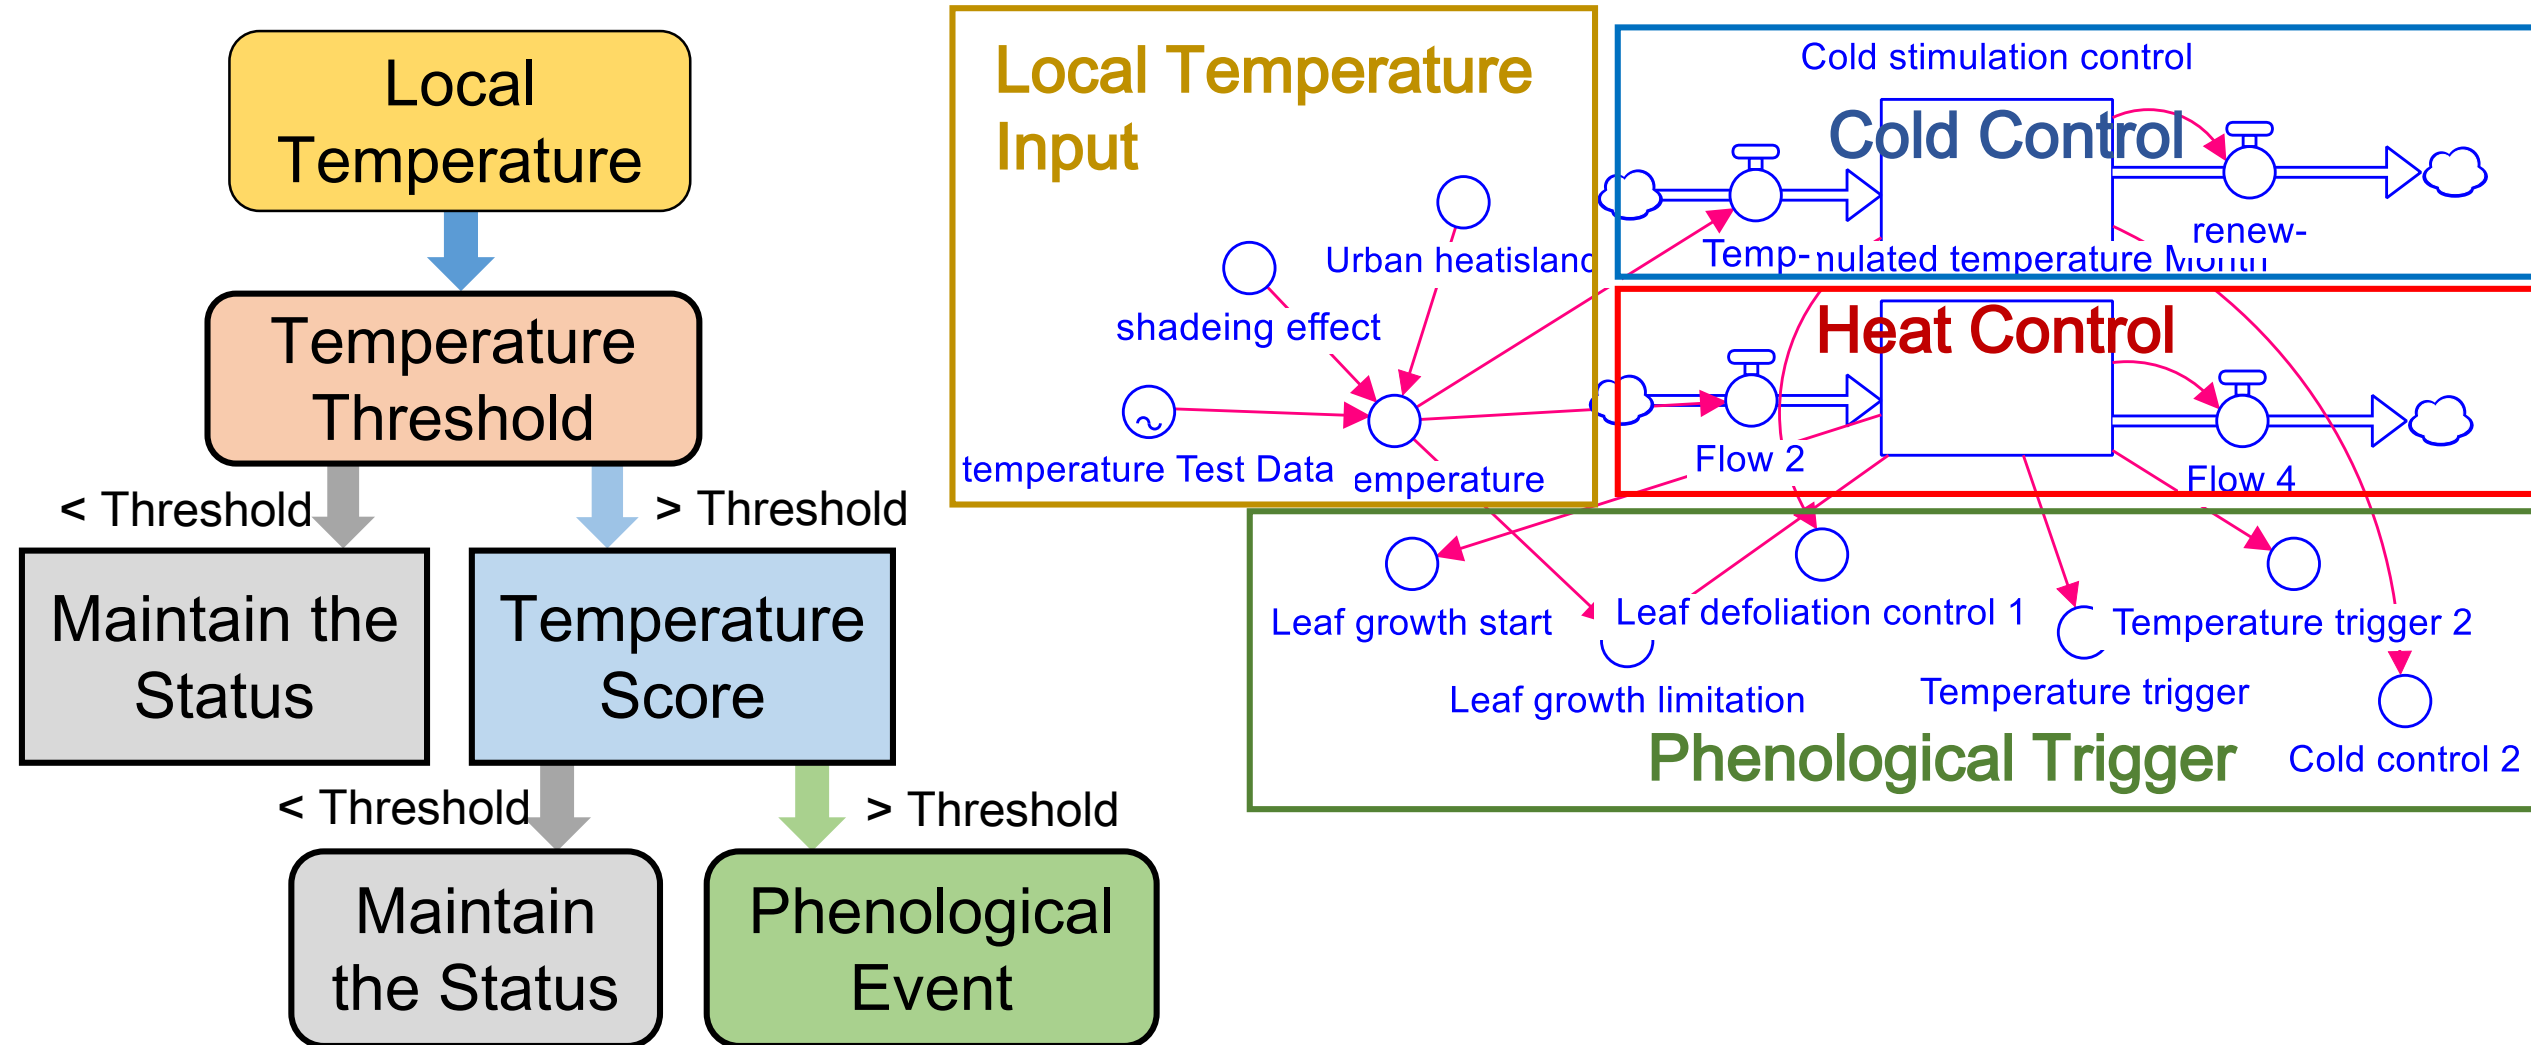 Local
Temperature
Temperature
Threshold
< Threshold
> Threshold
Maintain the
Status
Temperature
Score
< Threshold
> Threshold
Maintain
the Status
Phenological
Event
Local Temperature
Input
Urban heatisland
shadeing effect
temperature Test Data
emperature
Cold stimulation control
Cold Control
renew-
Temp-
nulated temperature Month
Heat Control
Flow 2
Flow 4
Leaf growth start
Leaf defoliation control 1
Temperature trigger 2
Leaf growth limitation
Temperature trigger
Cold control 2
Phenological Trigger